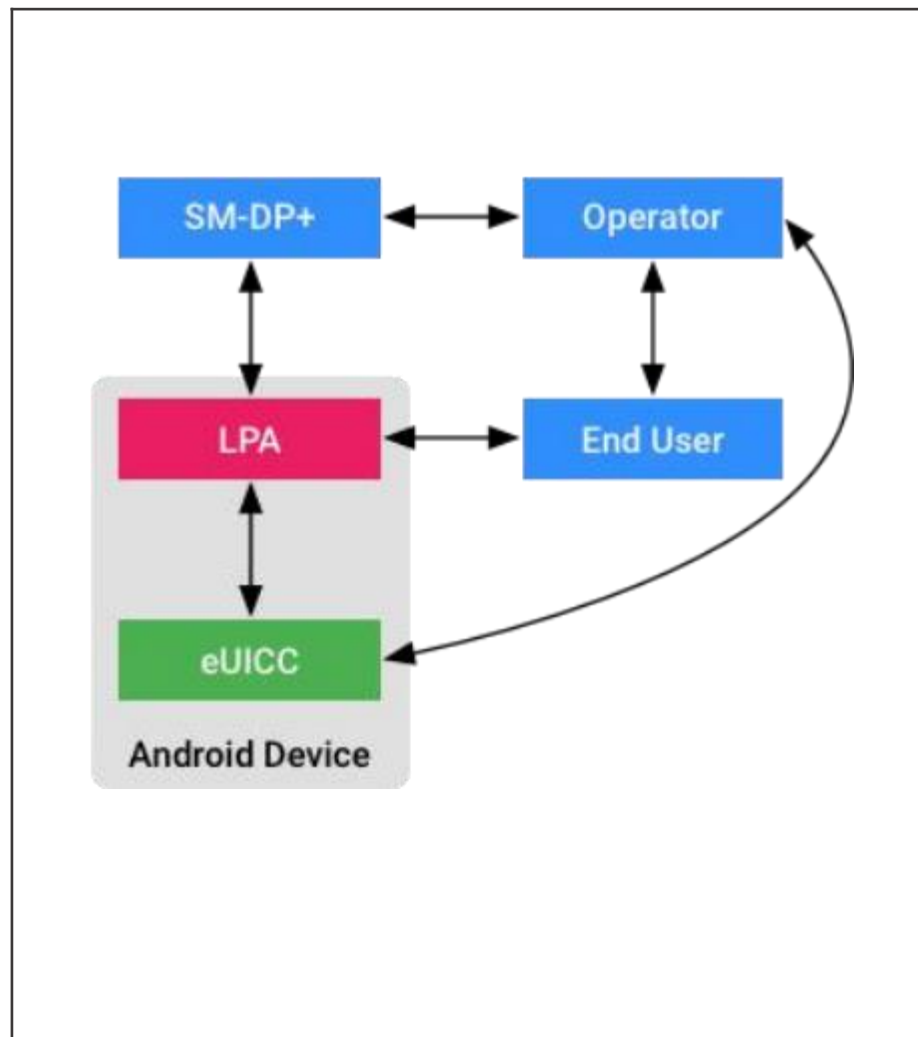 SM-DP+
Operator
LPA
End User
eUICC
Android Device